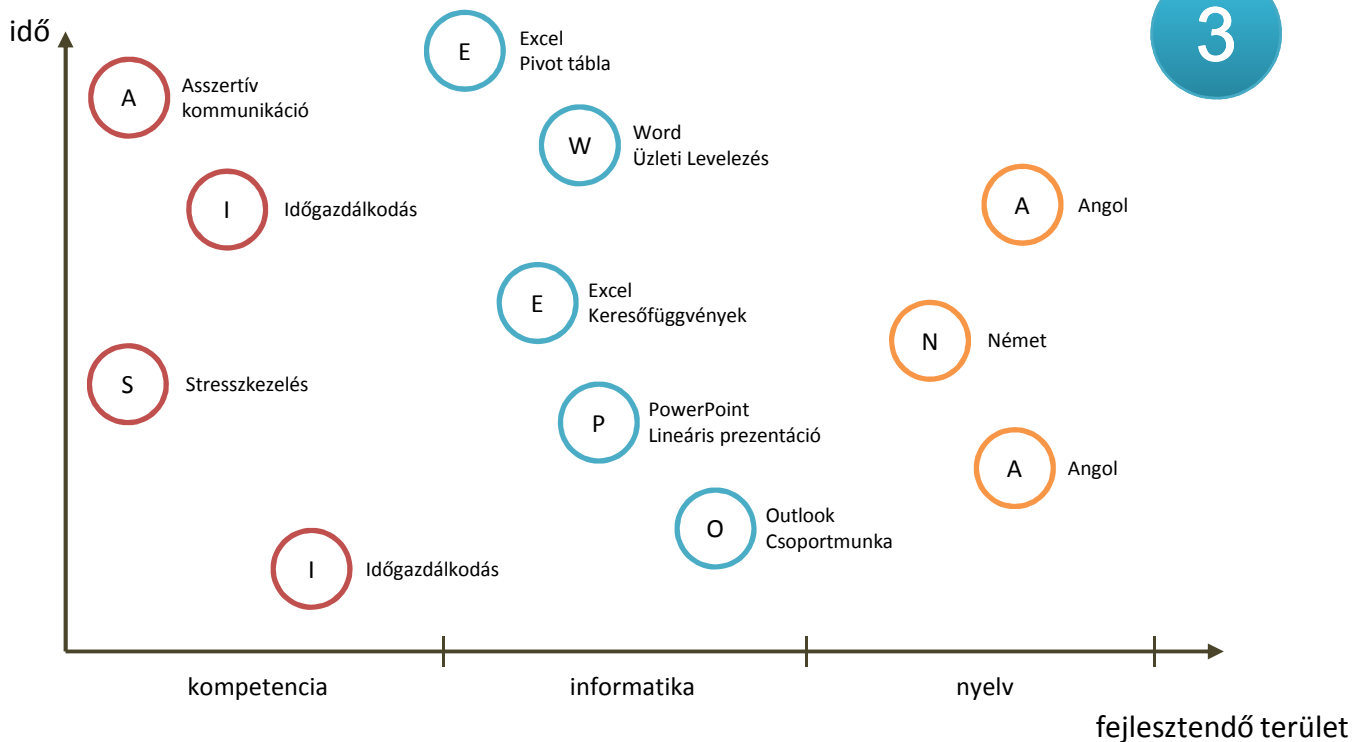 idő
3
E
Excel
Pivot tábla
A
Asszertív
kommunikáció
W
Word
Üzleti Levelezés
I
Időgazdálkodás
A
Angol
E
Excel
Keresőfüggvények
N
Német
S
Stresszkezelés
P
PowerPoint
Lineáris prezentáció
A
Angol
O
Outlook
Csoportmunka
I
Időgazdálkodás
kompetencia
informatika
nyelv
fejlesztendő terület